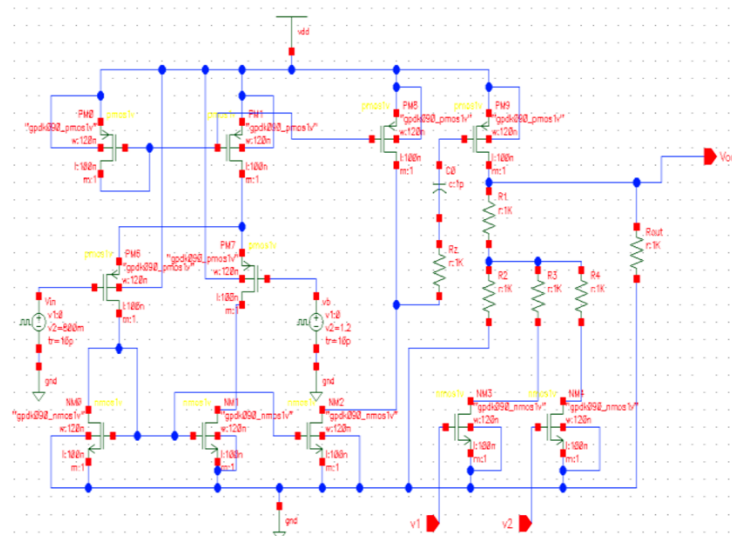 vdd
PM0
pmos1v
"gpdk090_pmos1v"
w:120n
l:100n
m:1
PM1
"gpdk090_pmos1v"
w:120n
l:100n
m:1
PM8
pmos1v
"gpdk090_pmos1v"
w:120n
l:100n
m:1
PM9
pmos1v
"gpdk090_pmos1v"
w:120n
l:100n
m:1
C0
c:1p
Rz
r:1K
R1
r:1K
R2
r:1K
R3
r:1K
R4
r:1K
Rout
r:1K
PM6
pmos1v
"gpdk090_pmos1v"
w:120n
l:100n
m:1
PM7
pmos1v
"gpdk090_pmos1v"
w:120n
l:100n
m:1
Vin
v1:0
v2=800m
tr=10p
gnd
vb
v1:0
v2=1.2
tr=10p
gnd
NM0
nmos1v
"gpdk090_nmos1v"
w:120n
l:100n
m:1
NM1
nmos1v
"gpdk090_nmos1v"
w:120n
l:100n
m:1
NM2
nmos1v
"gpdk090_nmos1v"
w:120n
l:100n
m:1
NM3
nmos1v
"gpdk090_nmos1v"
w:120n
l:100n
m:1
NM4
nmos1v
"gpdk090_nmos1v"
w:120n
l:100n
m:1
gnd
v1
v2